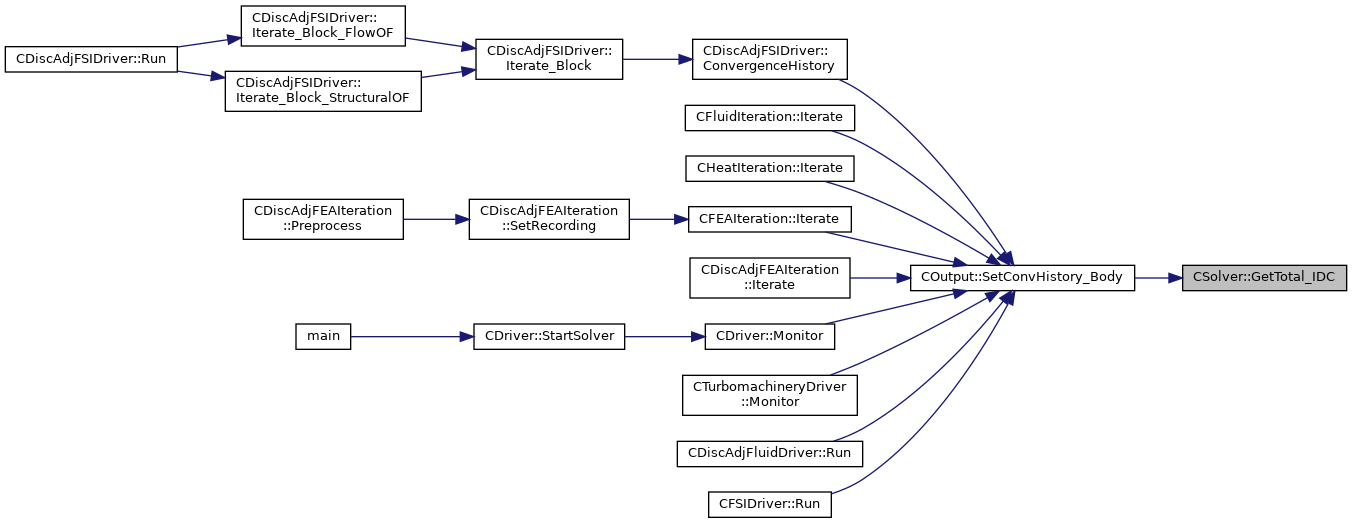 CDiscAdjFSIDriver::Run
CDiscAdjFSIDriver::
Iterate_Block_FlowOF
CDiscAdjFSIDriver::
Iterate_Block_StructuralOF
CDiscAdjFSIDriver::
Iterate_Block
CDiscAdjFSIDriver::
ConvergenceHistory
CFluidIteration::Iterate
CHeatIteration::Iterate
CDiscAdjFEAIteration
::Preprocess
CDiscAdjFEAIteration
::SetRecording
CFEAIteration::Iterate
CDiscAdjFEAIteration
::Iterate
COutput::SetConvHistory_Body
CSolver::GetTotal_IDC
main
CDriver::StartSolver
CDriver::Monitor
CTurbomachineryDriver
::Monitor
CDiscAdjFluidDriver::Run
CFSIDriver::Run